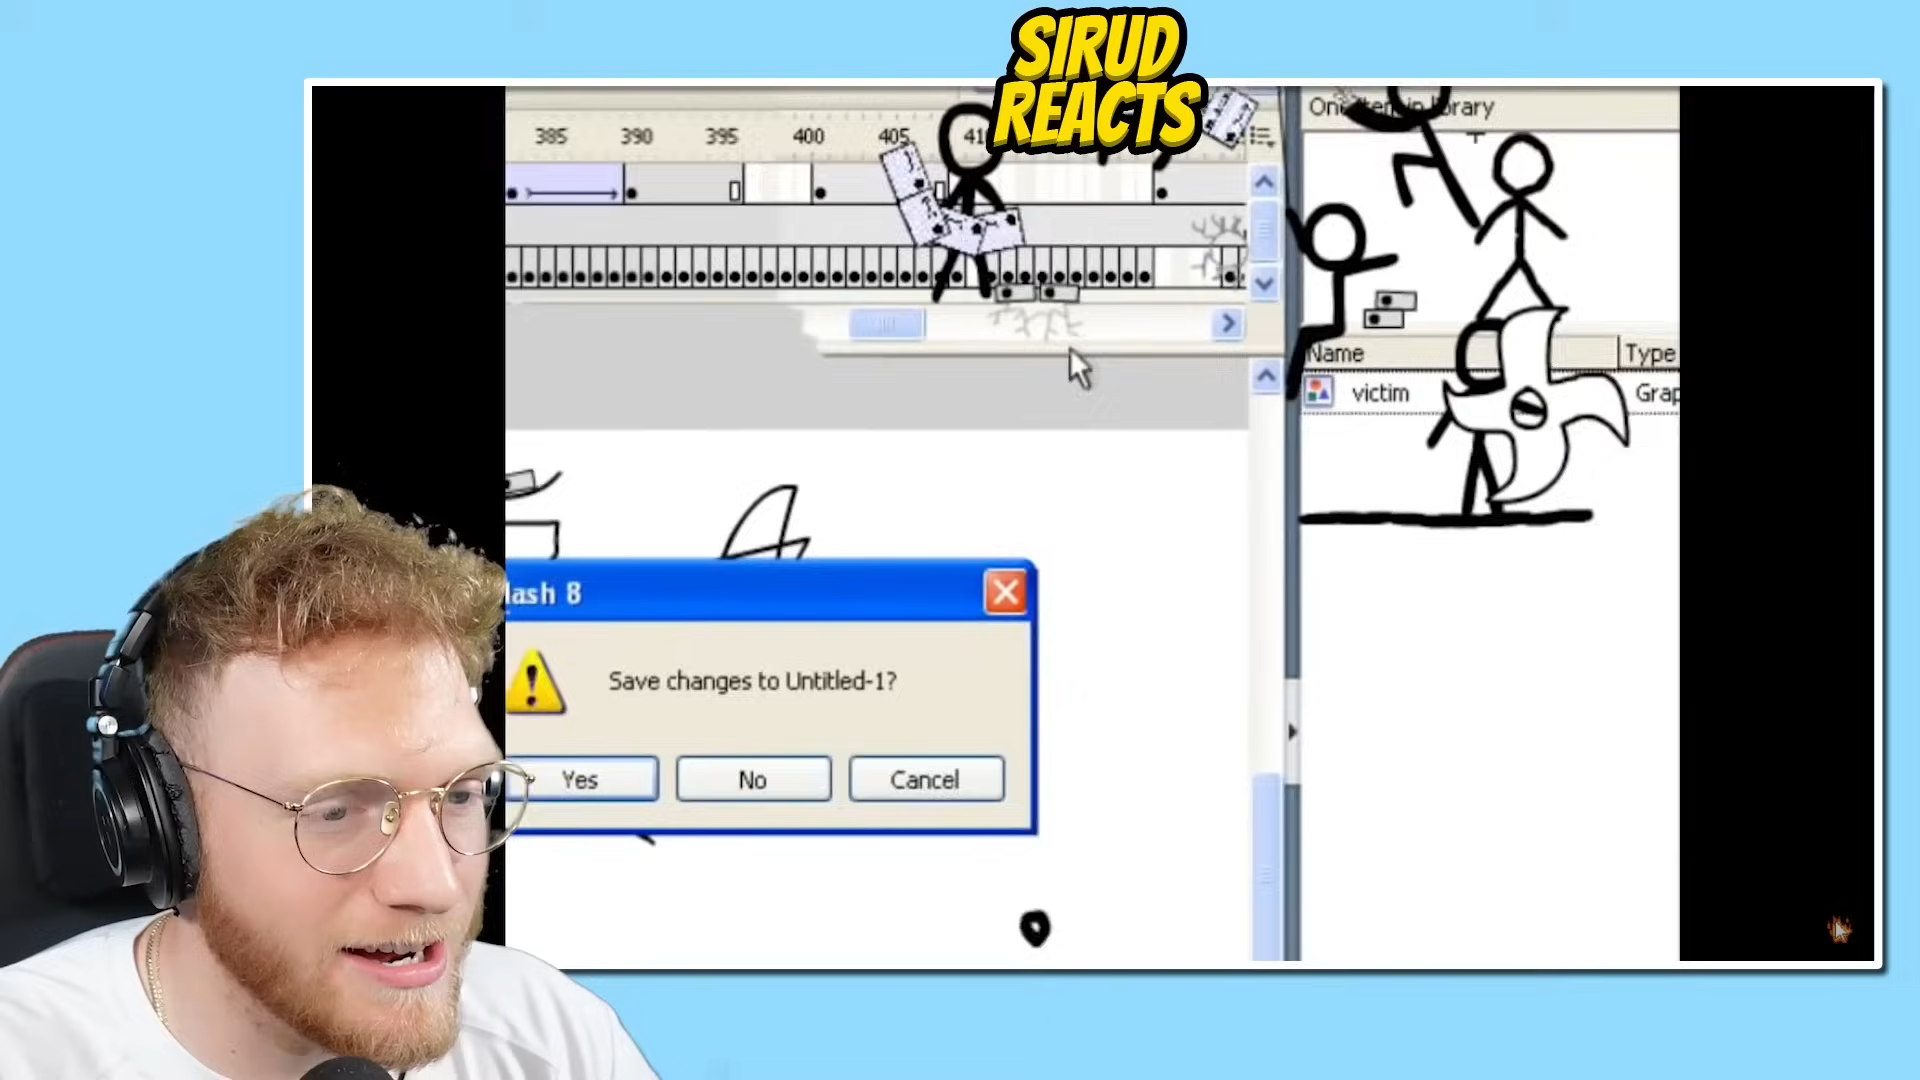 SIRUD
REACTS
385 390 395 400 405
library
Name
Type
victim
lash 8
Save changes to Untitled-1?
Yes
No
Cancel